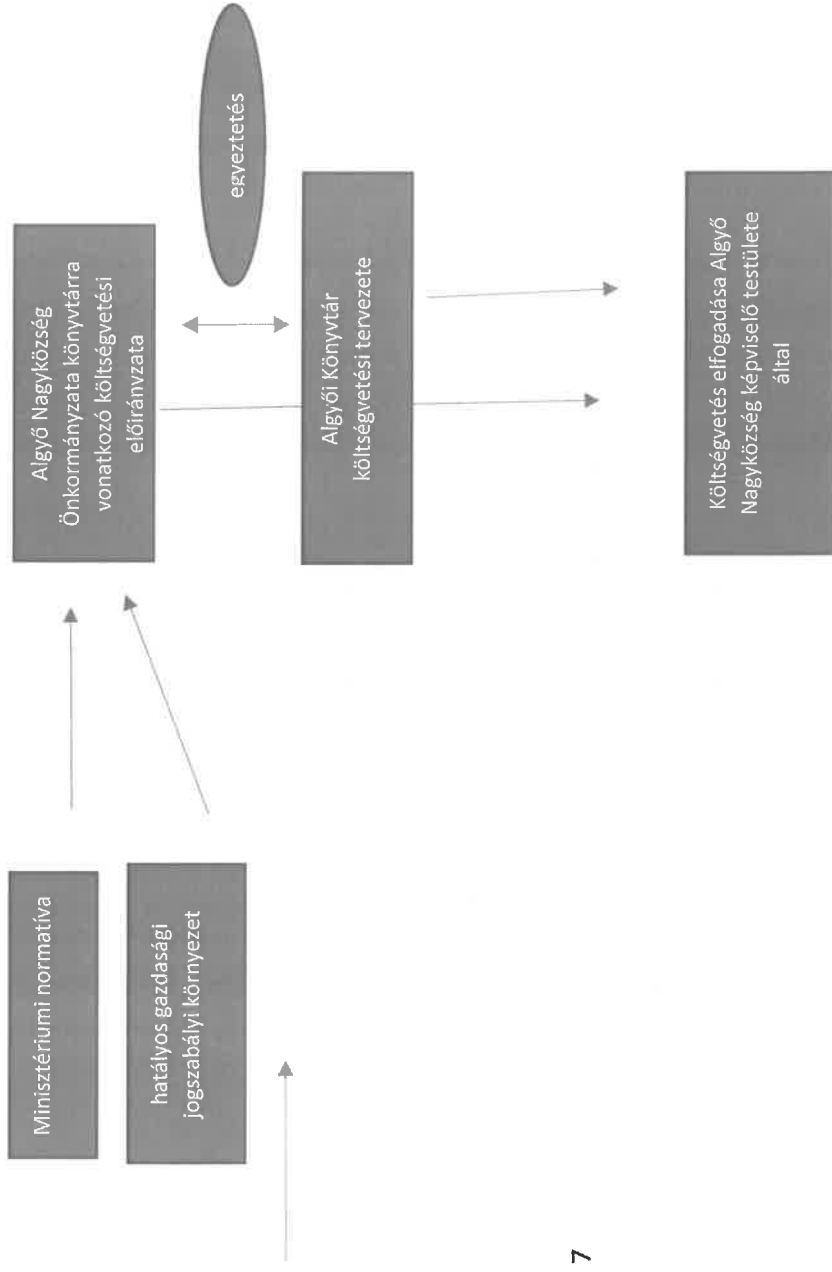 Minisztériumi normatíva
hatályos gazdasági
jogszabályi környezet
Algyő Nagyközség
Önkormányzata könyvtárra
vonatkozó költségvetési
előirányzata
egyeztetés
Algyői Könyvtár
költségvetési tervezete
Költségvetés elfogadása Algyő
Nagyközség képviselő testülete
által
7